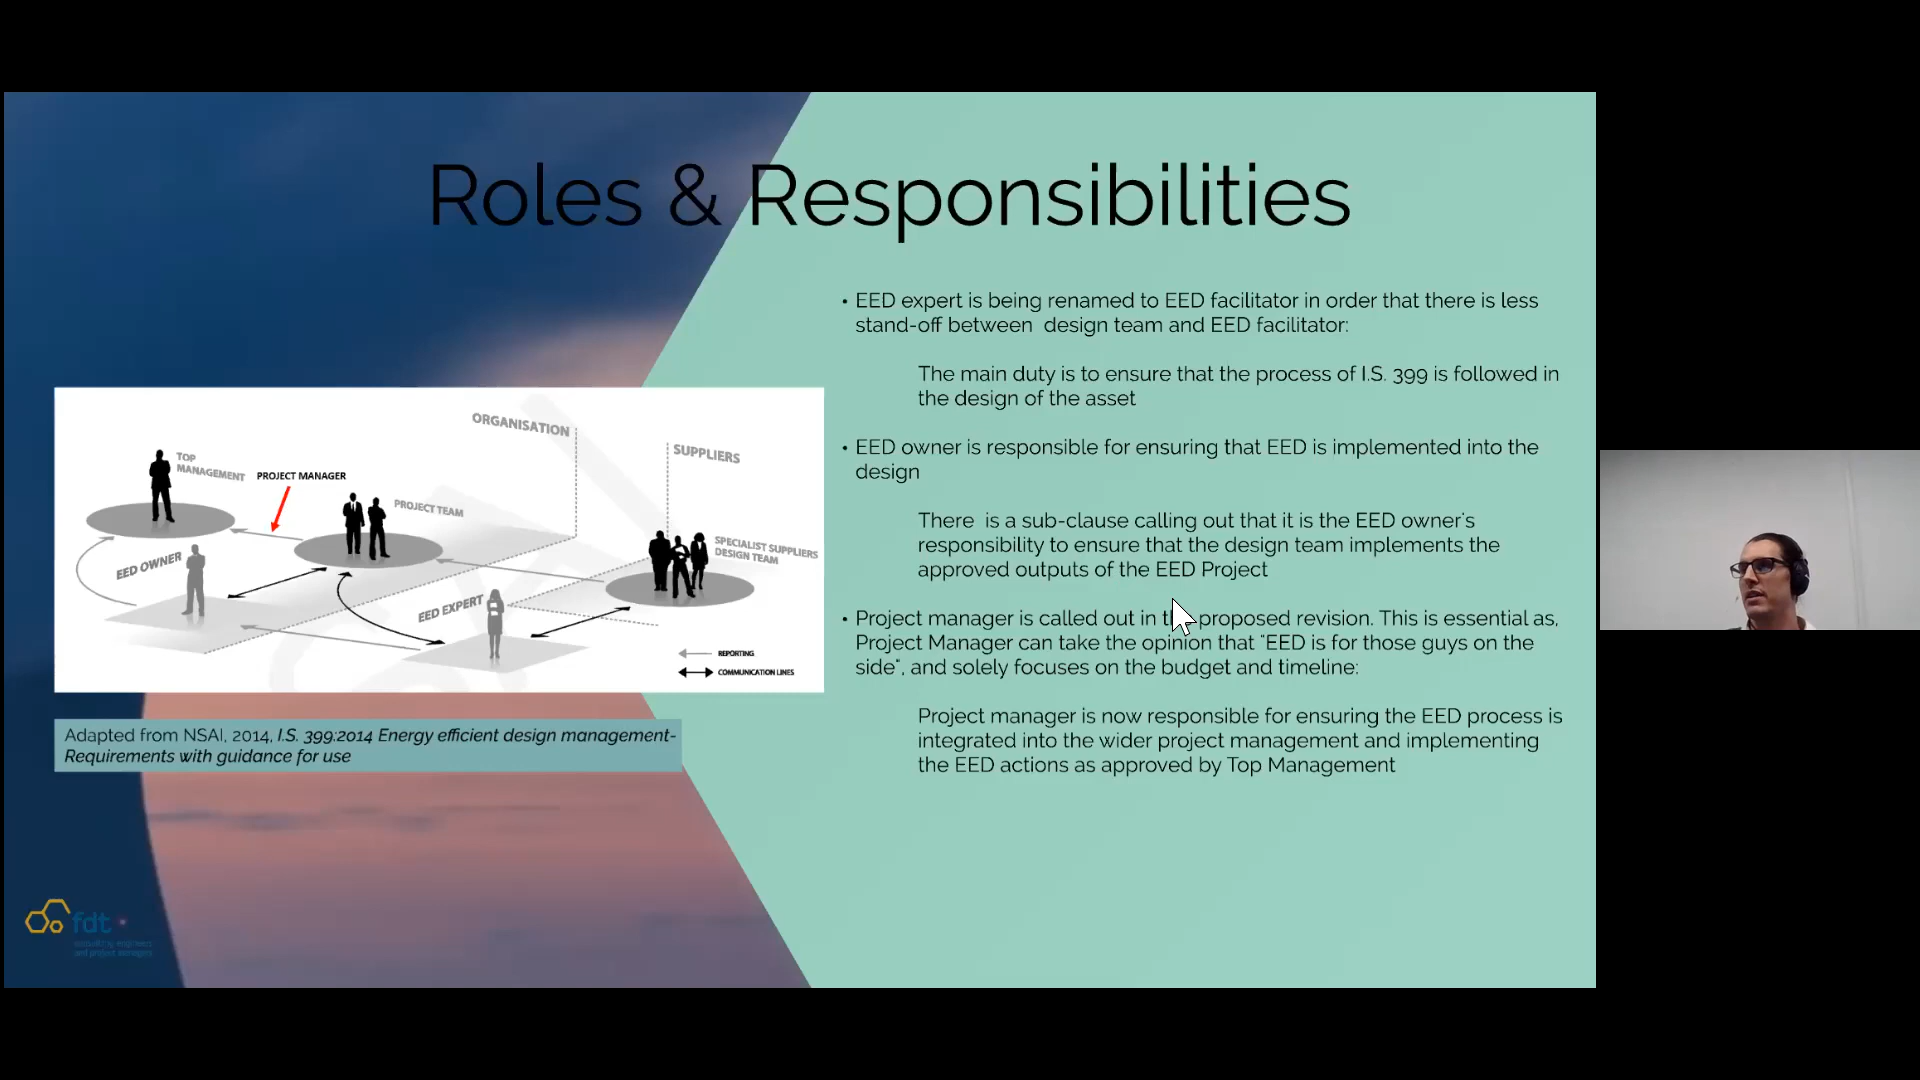 Roles & Responsibilities
• EED expert is being renamed to EED facilitator in order that there is less
stand-off between design team and EED facilitator:
The main duty is to ensure that the process of I.S. 399 is followed in
the design of the asset
• EED owner is responsible for ensuring that EED is implemented into the
design
There is a sub-clause calling out that it is the EED owner's
responsibility to ensure that the design team implements the
approved outputs of the EED Project
• Project manager is called out in proposed revision. This is essential as,
Project Manager can take the opinion that "EED is for those guys on the
side", and solely focuses on the budget and timeline:
Project manager is now responsible for ensuring the EED process is
integrated into the wider project management and implementing
the EED actions as approved by Top Management
ORGANISATION
SUPPLIERS
TOP
MANAGEMENT
PROJECT MANAGER
PROJECT TEAM
SPECIALIST SUPPLIERS
DESIGN TEAM
EED OWNER
EED EXPERT
REPORTING
COMMUNICATION LINES
Adapted from NSAI, 2014, I.S. 399:2014 Energy efficient design management-
Requirements with guidance for use
fdt
consulting engineers
and project managers